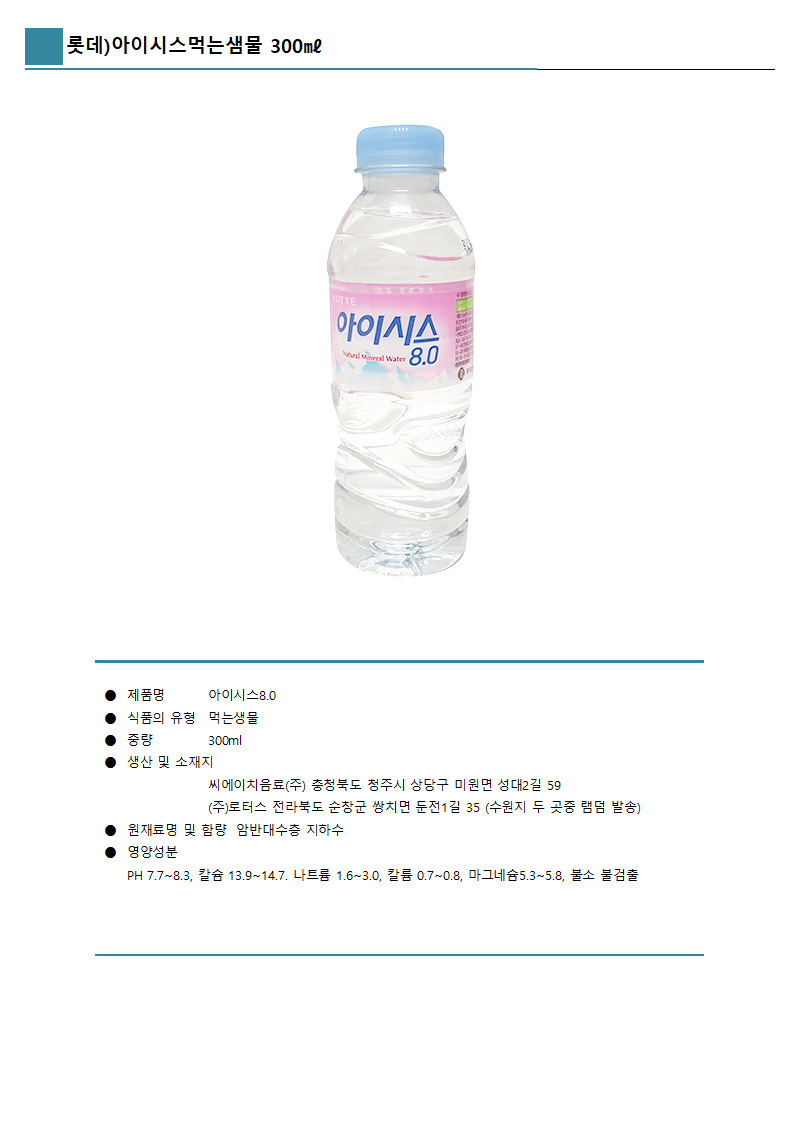 롯데)아이시스먹는샘물 300㎖
LOTTE
아이시스
Natural Mineral Water 8.0
● 제품명 아이시스8.0
● 식품의 유형 먹는샘물
● 중량 300ml
● 생산 및 소재지
씨에이치음료(주) 충청북도 청주시 상당구 미원면 성대2길 59
(주)로터스 전라북도 순창군 쌍치면 둔전1길 35 (수원지 두 곳중 램덤 발송)
● 원재료명 및 함량 암반대수층 지하수
● 영양성분
PH 7.7~8.3, 칼슘 13.9~14.7. 나트륨 1.6~3.0, 칼륨 0.7~0.8, 마그네슘5.3~5.8, 불소 불검출